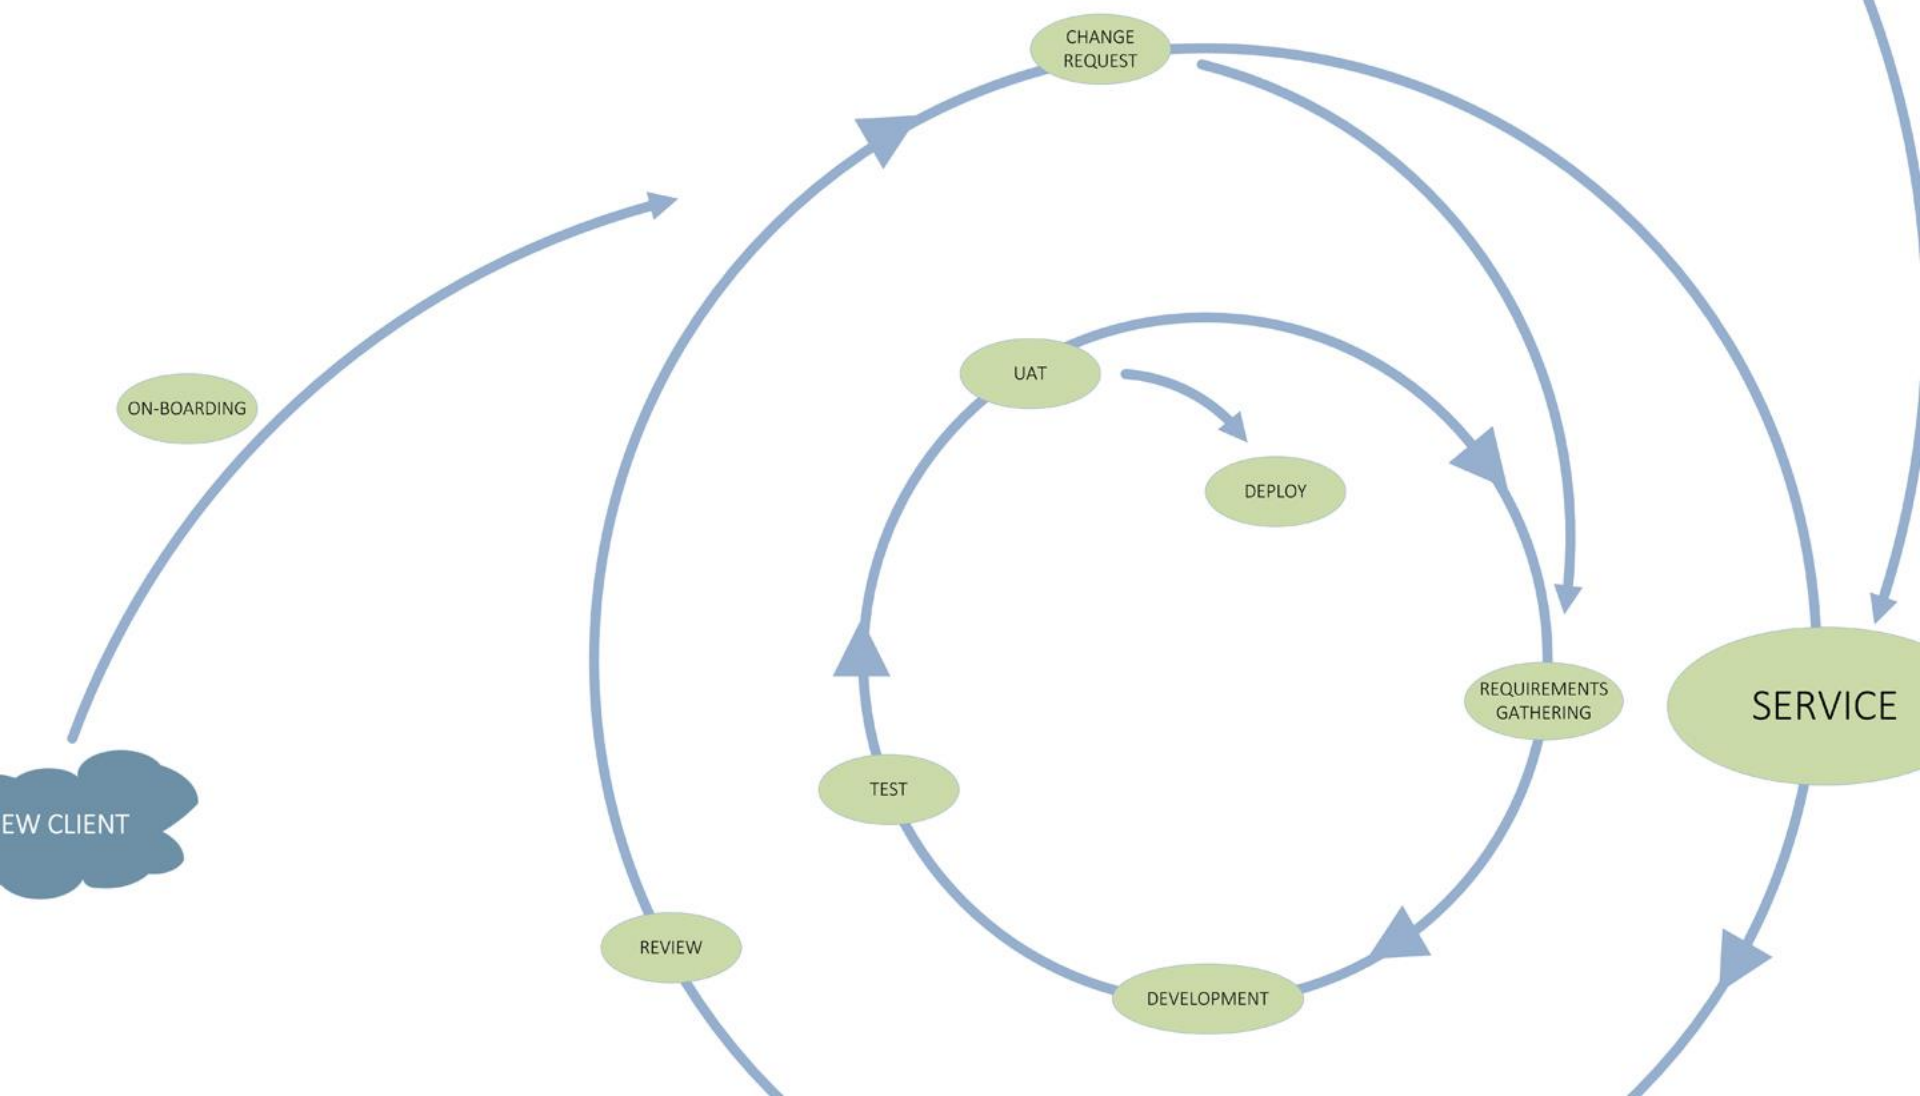 CHANGE
REQUEST
UAT
ON-BOARDING
DEPLOY
REQUIREMENTS
GATHERING
SERVICE
TEST
EW CLIENT
REVIEW
DEVELOPMENT